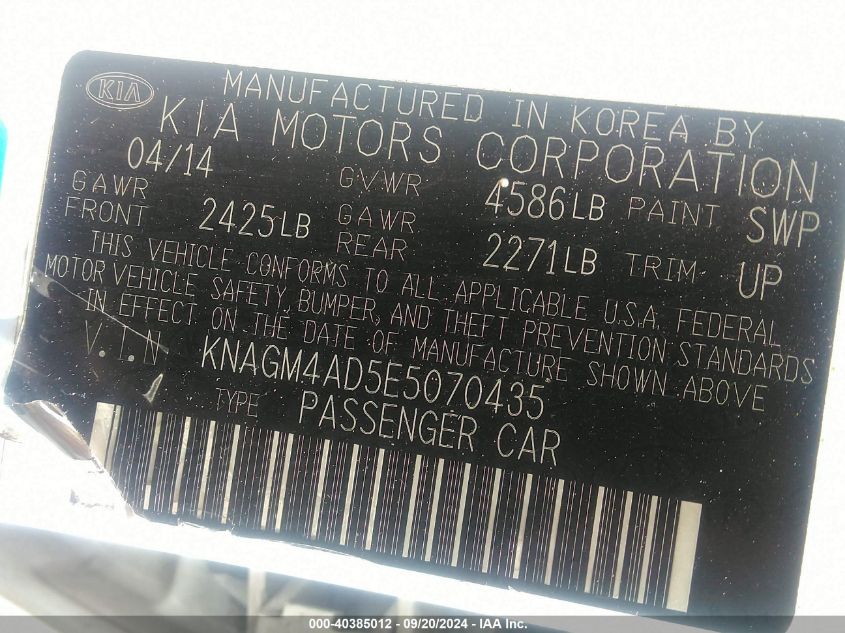 KIA
MANUFACTURED IN KOREA BY
KIA MOTORS CORPORATION
04/14 GVWR 4586LB PAINT SWP
GAWR FRONT 2425LB GAWR REAR 2271LB TRIM UP
THIS VEHICLE CONFORMS TO ALL APPLICABLE U.S.A. FEDERAL
MOTOR VEHICLE SAFETY, BUMPER, AND THEFT PREVENTION STANDARDS
IN EFFECT ON THE DATE OF MANUFACTURE SHOWN ABOVE
V.I.N KNAGM4AD5E5070435
TYPE PASSENGER CAR
000-40385012 - 09/20/2024 - IAA Inc.